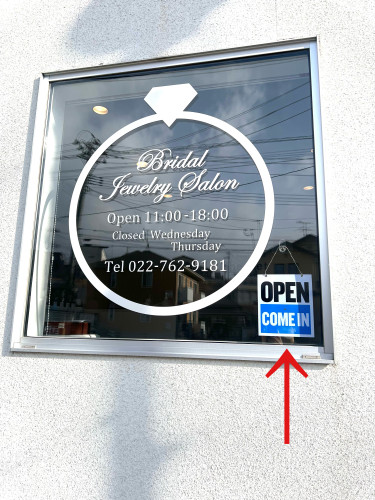 Bridal
Jewelry Salon
Open 11:00-18:00
Closed Wednesday
Thursday
Tel 022-762-9181
OPEN
COME IN